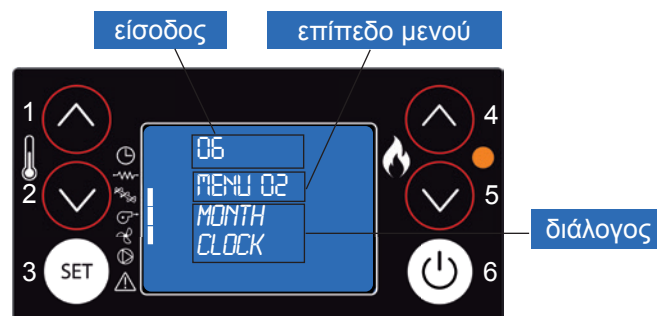 είσοδος
επίπεδο μενού
1
4
06
MENU 02
2
5
MONTH
CLOCK
διάλογος
3
SET
6